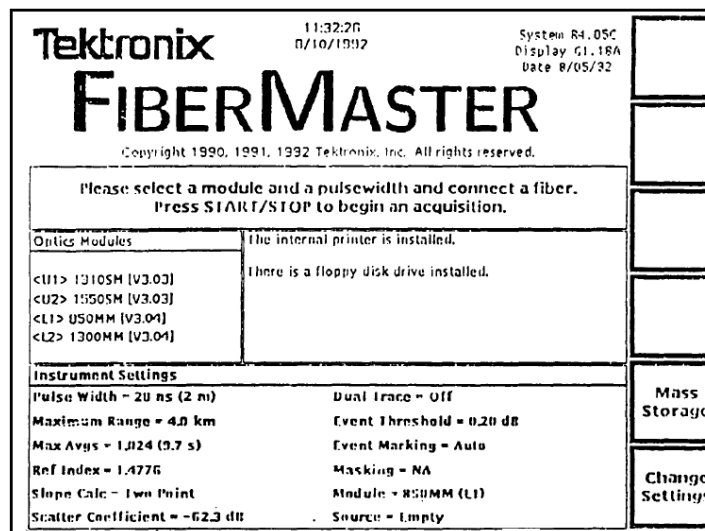 Tektronix
11:32:26
8/10/1992
System R4.05C
Display G1.18A
Date 8/05/92
FIBERMASTER
Copyright 1990, 1991, 1992 Tektronix, Inc. All rights reserved.
Please select a module and a pulsewidth and connect a fiber.
Press START/STOP to begin an acquisition.
Optics Modules
<U1> 1310SM [V3.03]
<U2> 1550SM [V3.03]
<L1> 850MM [V3.04]
<L2> 1300MM [V3.04]
The internal printer is installed.
There is a floppy disk drive installed.
Instrument Settings
Pulse Width = 20 ns (2 m)
Maximum Range = 4.0 km
Max Avgs = 1,024 (9.7 s)
Ref Index = 1.4776
Slope Calc = Two Point
Scatter Coefficient = -62.3 dB
Dual Trace = Off
Event Threshold = 0.20 dB
Event Marking = Auto
Masking = NA
Module = 850MM (L1)
Source = Empty
Mass
Storage
Change
Settings